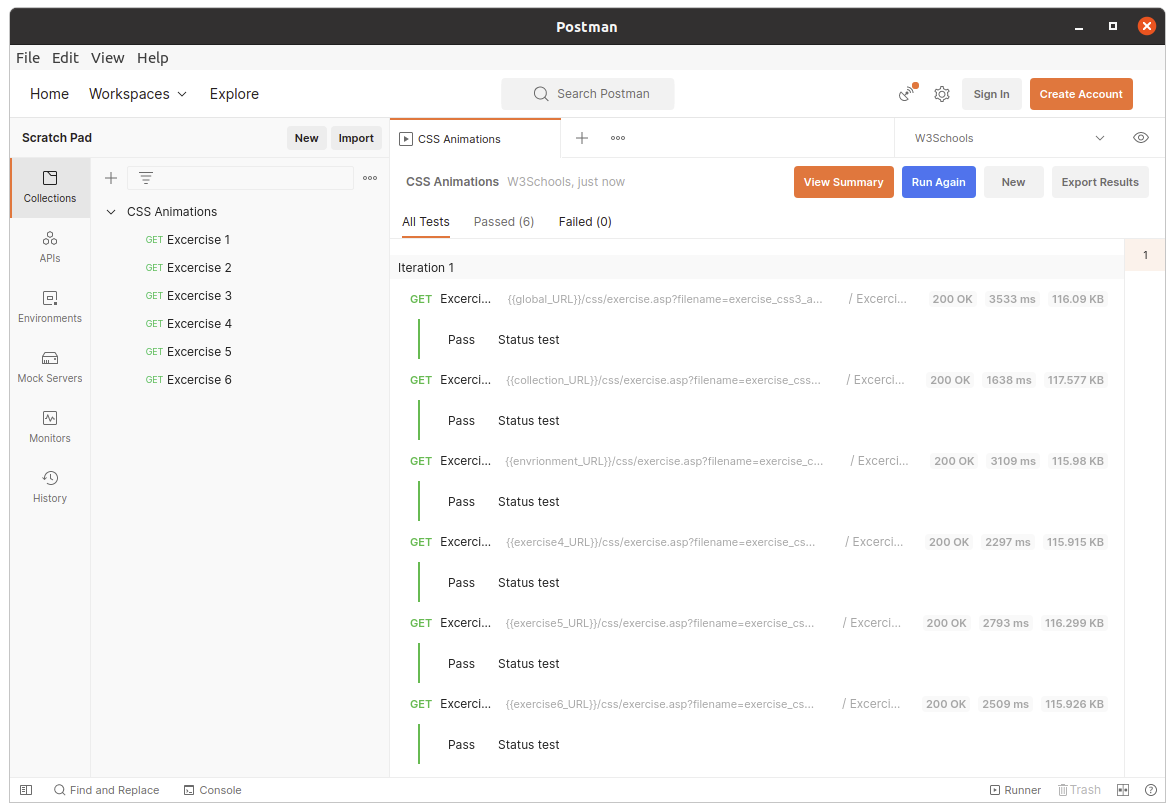 Postman
File Edit View Help
Home Workspaces Explore Search Postman Sign In Create Account
Scratch Pad New Import
CSS Animations
W3Schools
Collections
APIs
Environments
Mock Servers
Monitors
History
CSS Animations
GET Excercise 1
GET Excercise 2
GET Excercise 3
GET Excercise 4
GET Excercise 5
GET Excercise 6
CSS Animations W3Schools, just now View Summary Run Again New Export Results
All Tests Passed (6) Failed (0)
1
Iteration 1
GET Excerci... {{global_URL}}/css/exercise.asp?filename=exercise_css3_a... / Excerci... 200 OK 3533 ms 116.09 KB
Pass Status test
GET Excerci... {{collection_URL}}/css/exercise.asp?filename=exercise_css... / Excerci... 200 OK 1638 ms 117.577 KB
Pass Status test
GET Excerci... {{envrionment_URL}}/css/exercise.asp?filename=exercise_c... / Excerci... 200 OK 3109 ms 115.98 KB
Pass Status test
GET Excerci... {{exercise4_URL}}/css/exercise.asp?filename=exercise_cs... / Excerci... 200 OK 2297 ms 115.915 KB
Pass Status test
GET Excerci... {{exercise5_URL}}/css/exercise.asp?filename=exercise_cs... / Excerci... 200 OK 2793 ms 116.299 KB
Pass Status test
GET Excerci... {{exercise6_URL}}/css/exercise.asp?filename=exercise_cs... / Excerci... 200 OK 2509 ms 115.926 KB
Pass Status test
Find and Replace Console Runner Trash